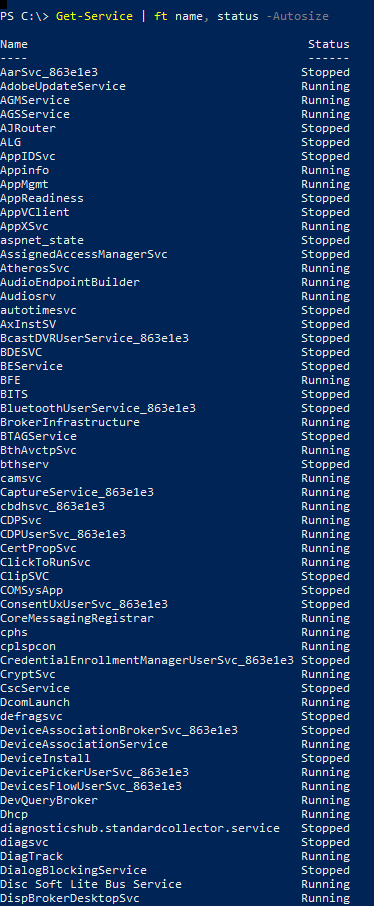 PS C:\> Get-Service | ft name, status -Autosize
Name Status
---- ------
AarSvc_863e1e3 Stopped
AdobeUpdateService Running
AGMService Running
AGSService Running
AJRouter Stopped
ALG Stopped
AppIDSvc Stopped
Appinfo Running
AppMgmt Running
AppReadiness Stopped
AppVClient Stopped
AppXSvc Running
aspnet_state Stopped
AssignedAccessManagerSvc Stopped
AtherosSvc Running
AudioEndpointBuilder Running
Audiosrv Running
autotimesvc Stopped
AxInstSV Stopped
BcastDVRUserService_863e1e3 Stopped
BDESVC Stopped
BEService Stopped
BFE Running
BITS Stopped
BluetoothUserService_863e1e3 Stopped
BrokerInfrastructure Running
BTAGService Stopped
BthAvctpSvc Running
bthserv Stopped
camsvc Running
CaptureService_863e1e3 Stopped
cbdhsvc_863e1e3 Running
CDPSvc Running
CDPUserSvc_863e1e3 Running
CertPropSvc Running
ClickToRunSvc Running
ClipSVC Stopped
COMSysApp Stopped
ConsentUxUserSvc_863e1e3 Stopped
CoreMessagingRegistrar Running
cphs Running
cplspcon Running
CredentialEnrollmentManagerUserSvc_863e1e3 Stopped
CryptSvc Running
CscService Stopped
DcomLaunch Running
defragsvc Stopped
DeviceAssociationBrokerSvc_863e1e3 Stopped
DeviceAssociationService Running
DeviceInstall Stopped
DevicePickerUserSvc_863e1e3 Running
DevicesFlowUserSvc_863e1e3 Running
DevQueryBroker Running
Dhcp Running
diagnosticshub.standardcollector.service Stopped
diagsvc Stopped
DiagTrack Running
DialogBlockingService Stopped
Disc Soft Lite Bus Service Running
DispBrokerDesktopSvc Running